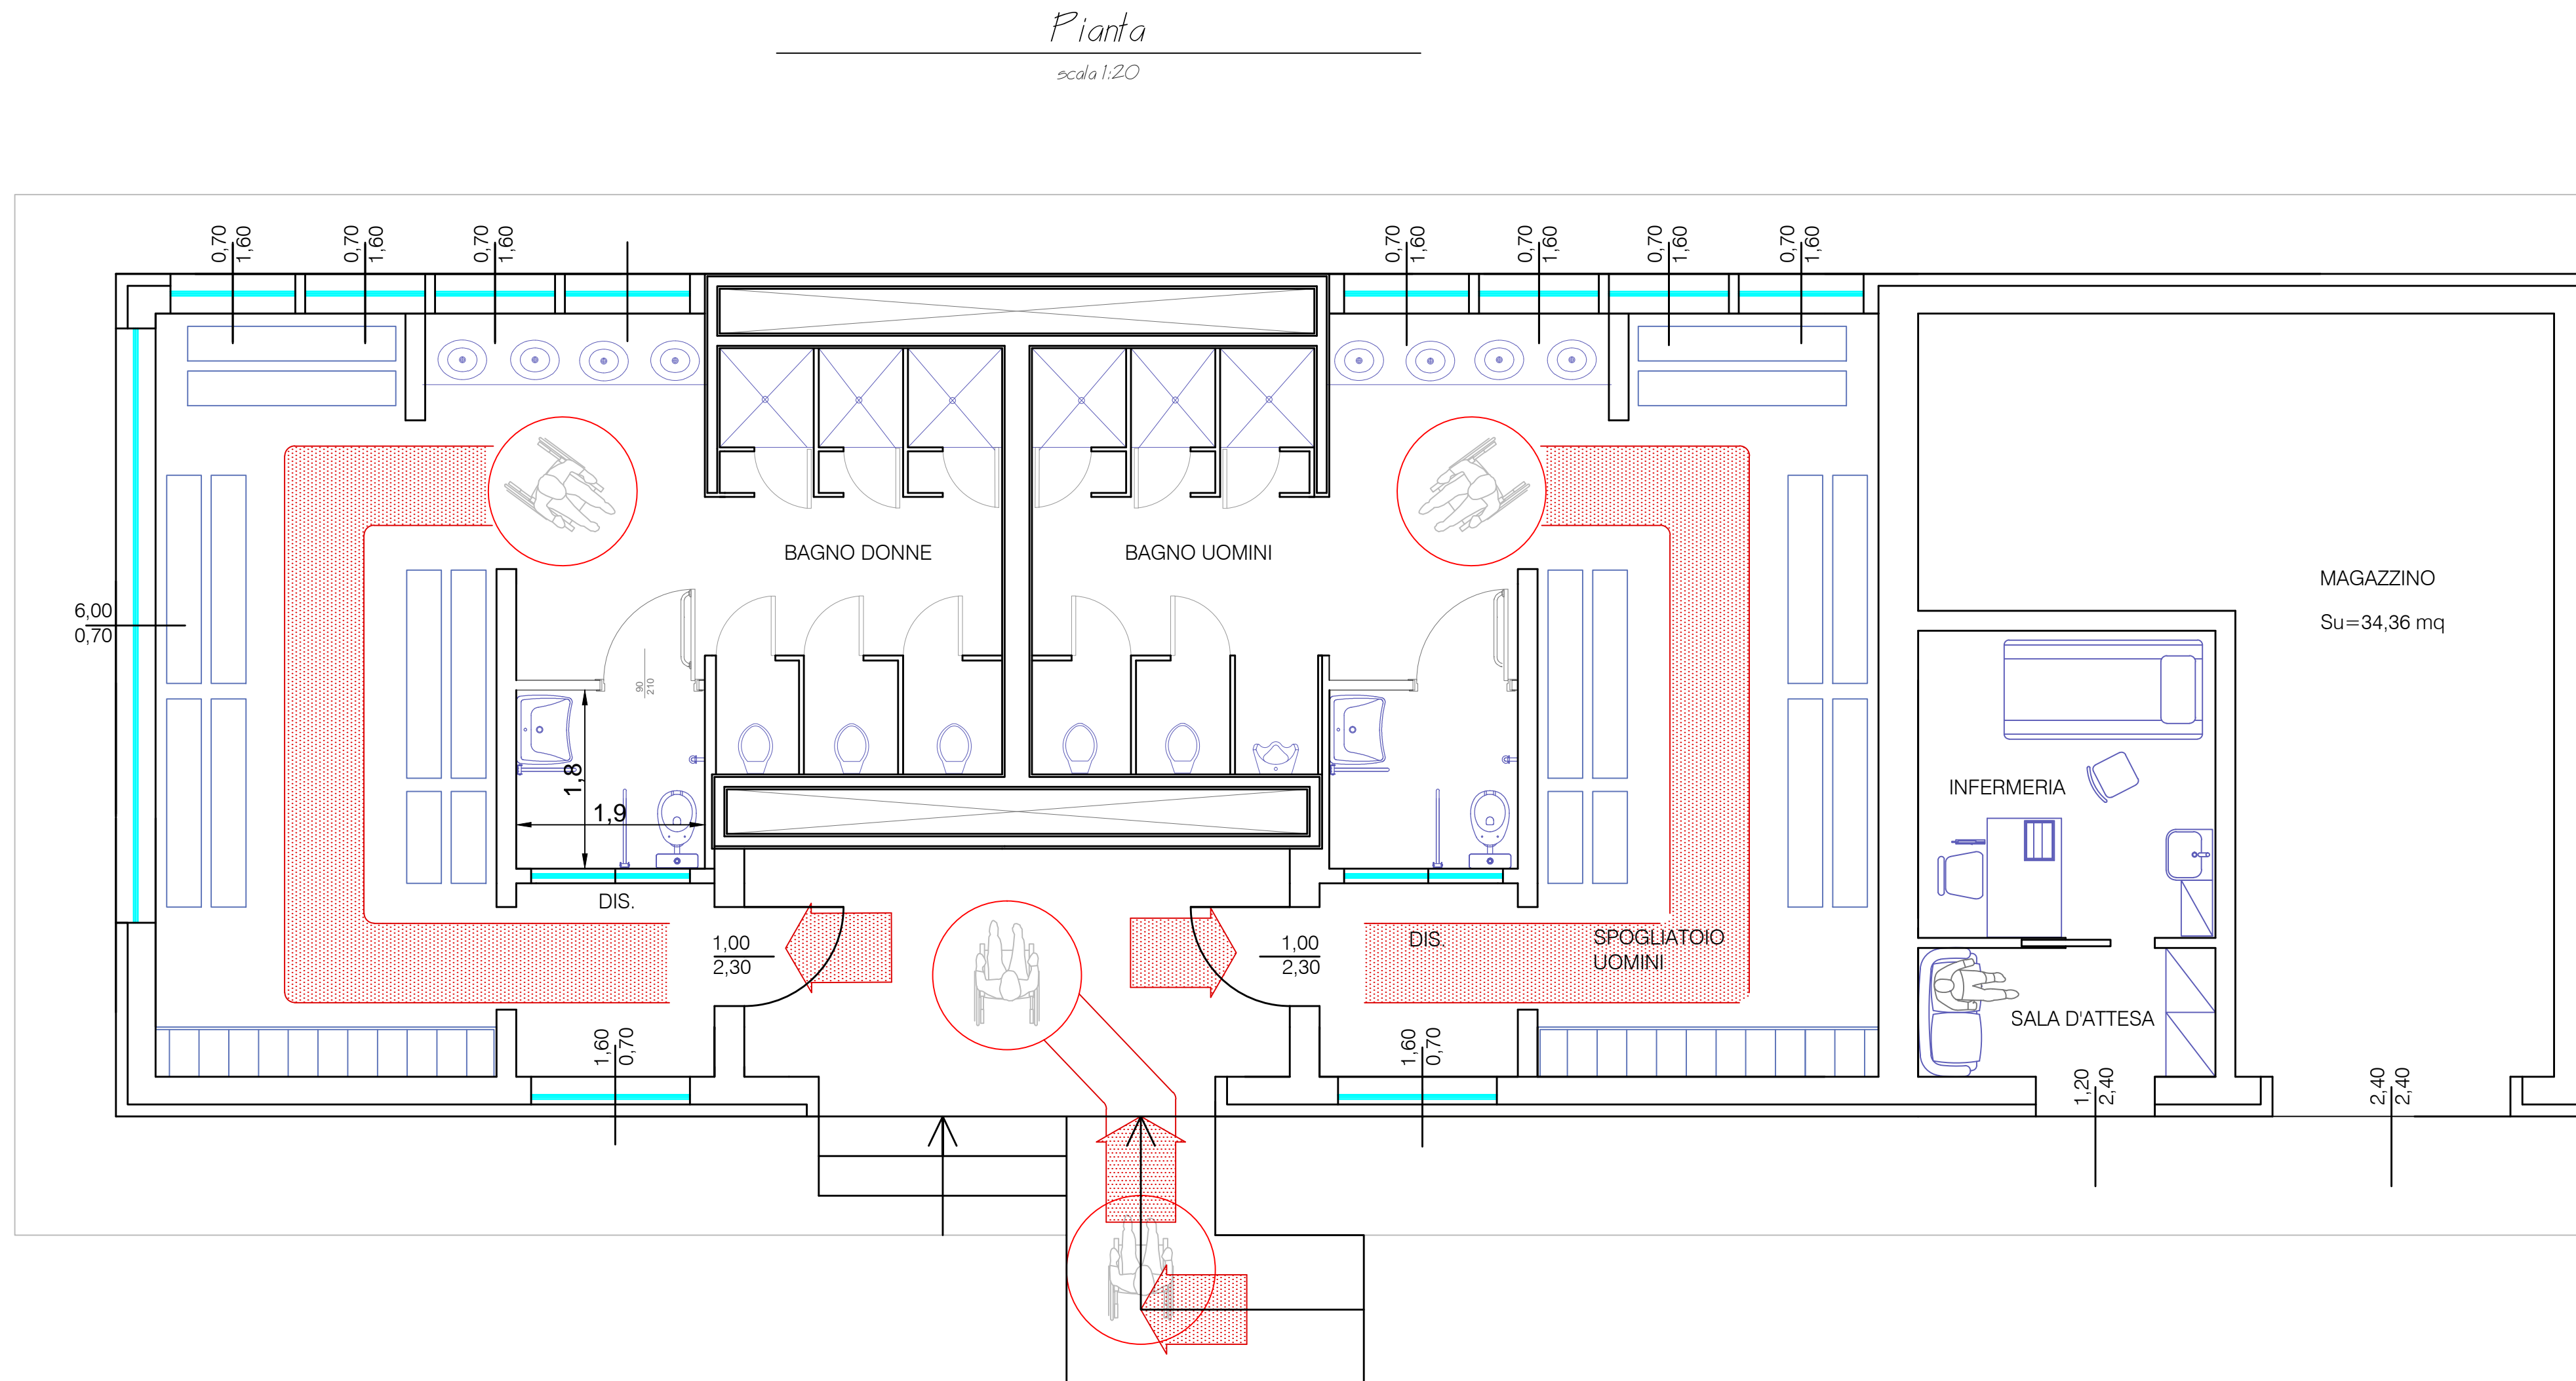 Pianta
scala 1:20
0,70
1,60
0,70
1,60
0,70
1,60
0,70
1,60
0,70
1,60
0,70
1,60
0,70
1,60
BAGNO DONNE
BAGNO UOMINI
MAGAZZINO
Su=34,36 mq
6,00
0,70
90
210
1,8
1,9
INFERMERIA
DIS.
DIS.
SPOGLIATOIO
UOMINI
1,00
2,30
1,00
2,30
SALA D'ATTESA
1,60
0,70
1,60
0,70
1,20
2,40
2,40
2,40